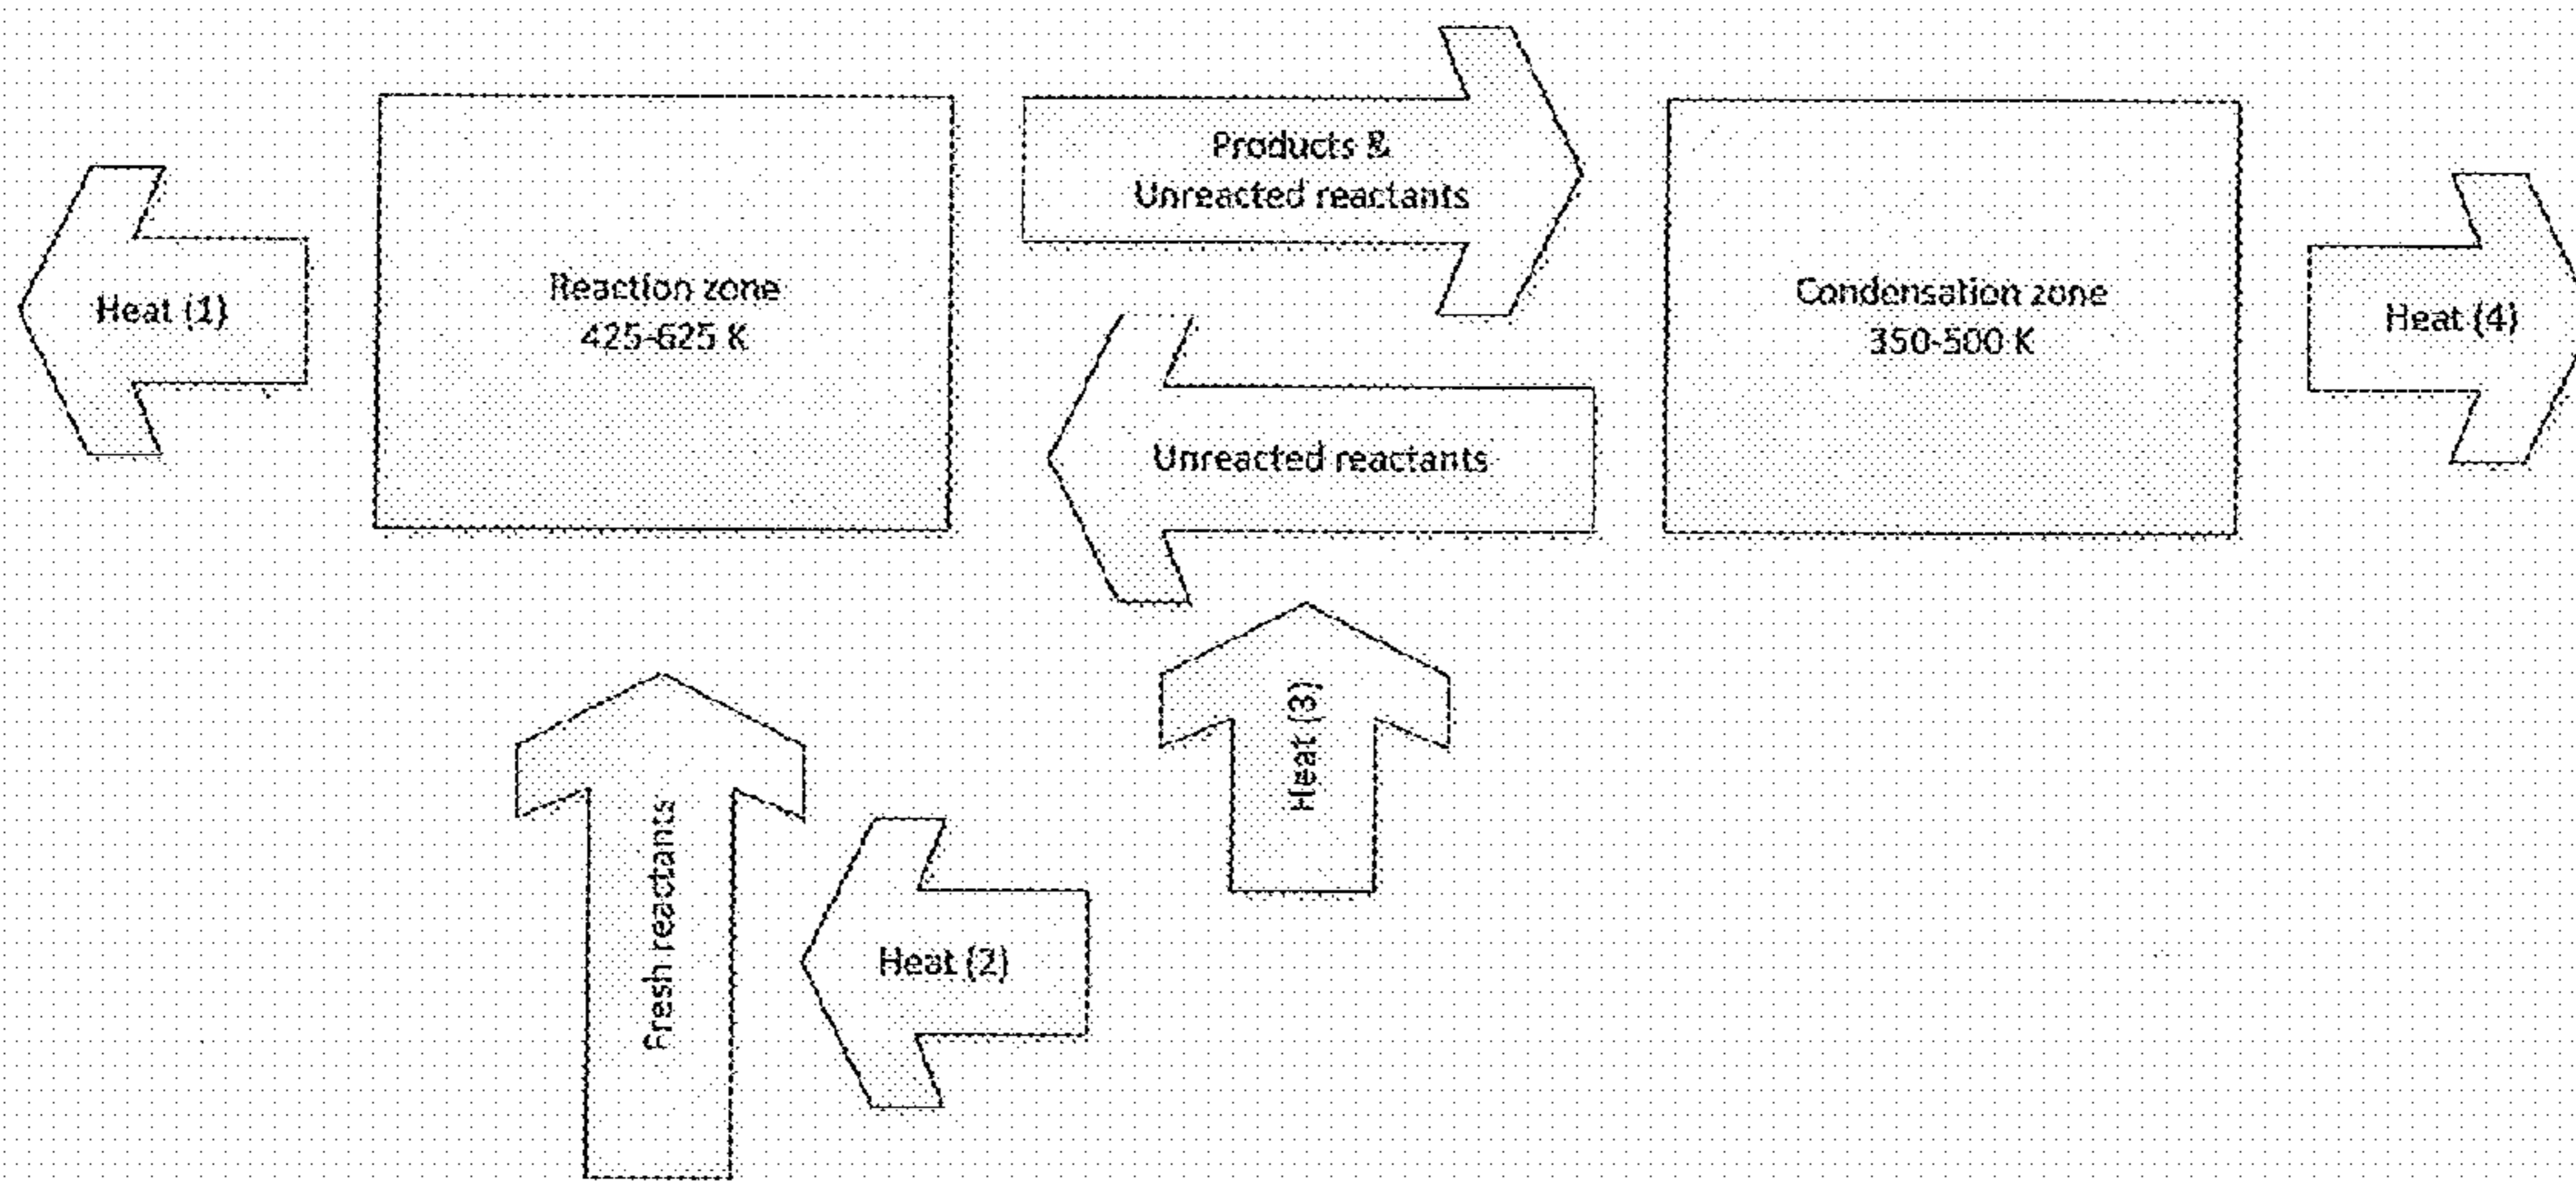 Products &
Unreacted reactants
Heat (1)
Reaction zone
425-625 K
Condensation zone
350-500 K
Heat (4)
Unreacted reactants
Heat (3)
Fresh reactants
Heat (2)